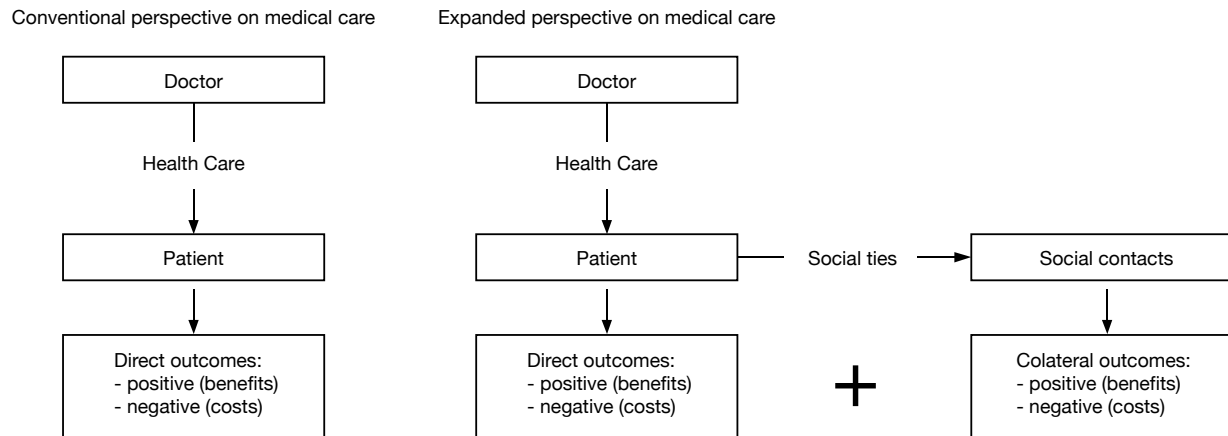 Conventional perspective on medical care
Doctor
Health Care
Patient
Direct outcomes:
- positive (benefits)
- negative (costs)
Expanded perspective on medical care
Doctor
Health Care
Patient
Social ties
Social contacts
Direct outcomes:
- positive (benefits)
- negative (costs)
+
Colateral outcomes:
- positive (benefits)
- negative (costs)